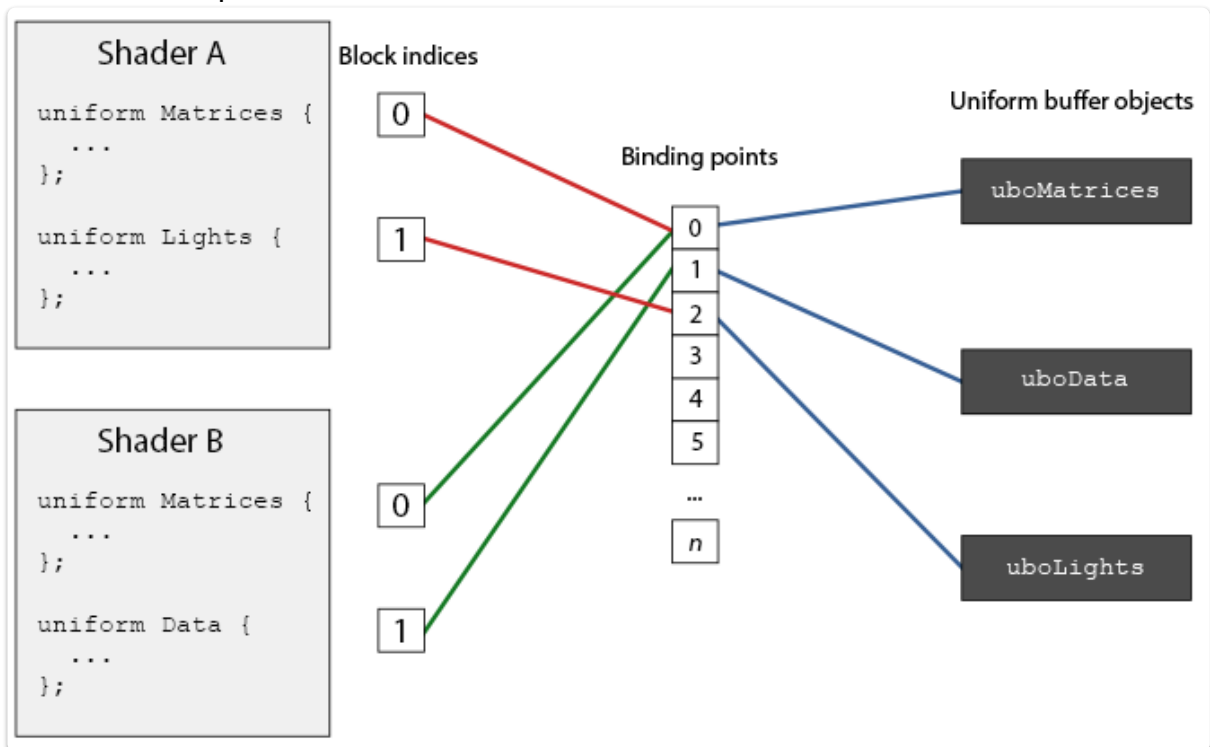 Shader A
uniform Matrices {
...
};
uniform Lights {
...
};
Shader B
uniform Matrices {
...
};
uniform Data {
...
};
Block indices
0
1
0
1
Binding points
0
1
2
3
4
5
...
n
Uniform buffer objects
uboMatrices
uboData
uboLights